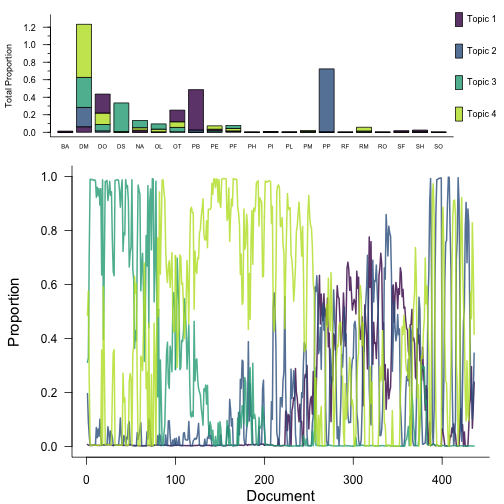 Total Proportion
1.2
1.0
0.8
0.6
0.4
0.2
0.0
BA DM DO DS NA OL OT PB PE PF PH PI PL PM PP RF RM RO SF SH SO
Topic 1
Topic 2
Topic 3
Topic 4
Proportion
1.0
0.8
0.6
0.4
0.2
0.0
0 100 200 300 400
Document